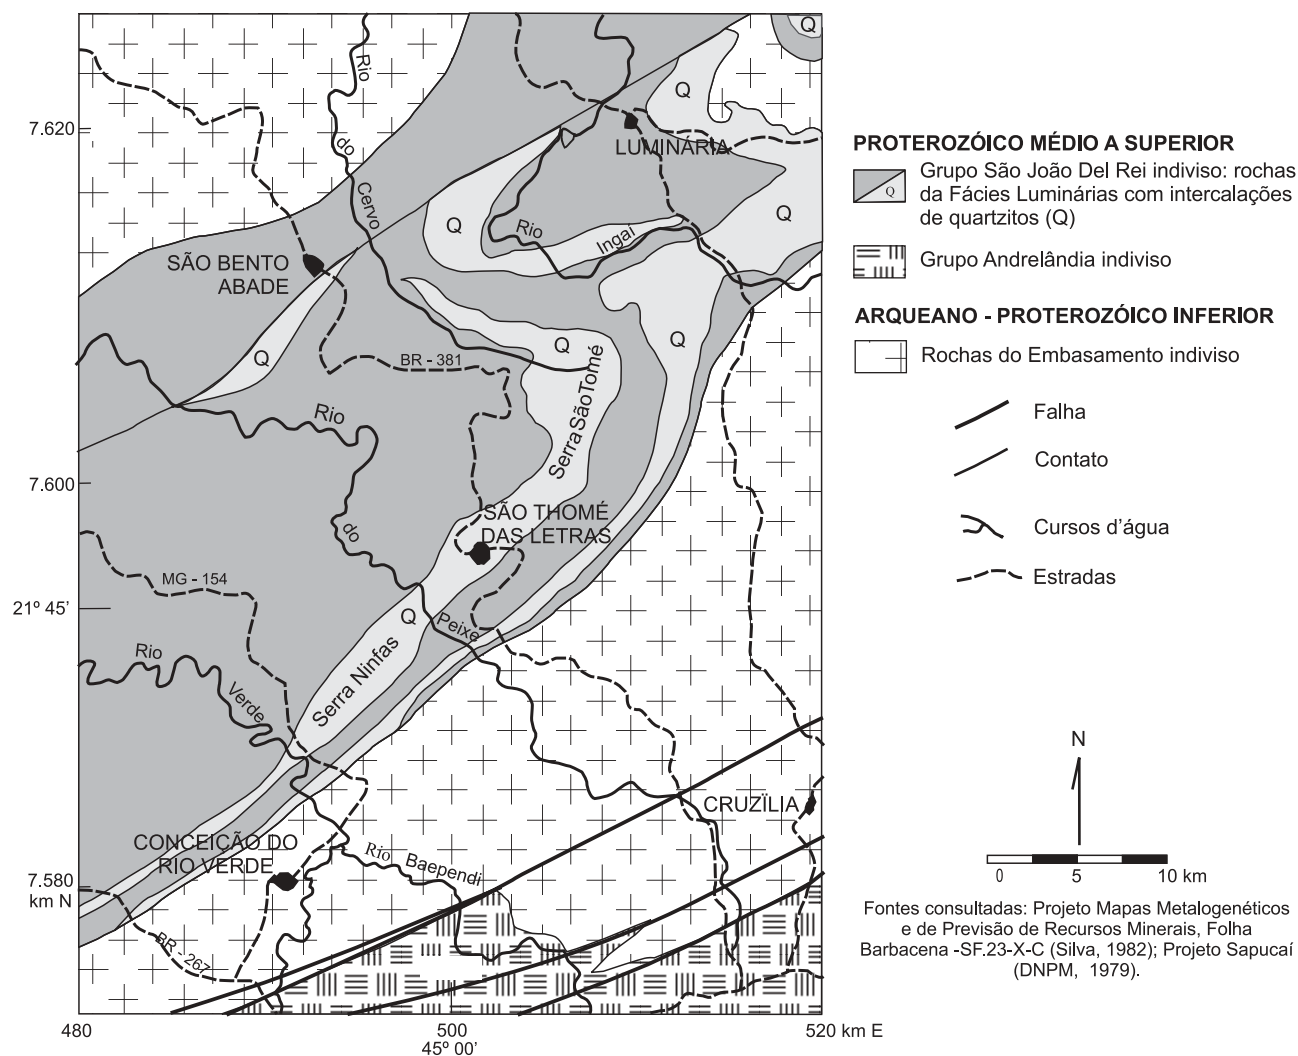 Q
Rio
7.620
LUMINÁRIA
do
Cervo
Q
Q
Q
Rio
Ingaí
SÃO BENTO
ABADE
Q
BR - 381
Q
Q
Rio
Serra São Tomé
7.600
SÃO THOMÉ
DAS LETRAS
do
MG - 154
21º 45’
Q
Peixe
Rio
Verde
Serra Ninfas
CRUZÏLIA
CONCEIÇÃO DO
RIO VERDE
Rio Baependi
7.580
km N
BR - 267
480
500
520 km E
45º 00’
PROTEROZÓICO MÉDIO A SUPERIOR
Q
Grupo São João Del Rei indiviso: rochas
da Fácies Luminárias com intercalações
de quartzitos (Q)
Grupo Andrelândia indiviso
ARQUEANO - PROTEROZÓICO INFERIOR
Rochas do Embasamento indiviso
Falha
Contato
Cursos d’água
Estradas
N
0
5
10 km
Fontes consultadas: Projeto Mapas Metalogenéticos
e de Previsão de Recursos Minerais, Folha
Barbacena -SF.23-X-C (Silva, 1982); Projeto Sapucaí
(DNPM, 1979).